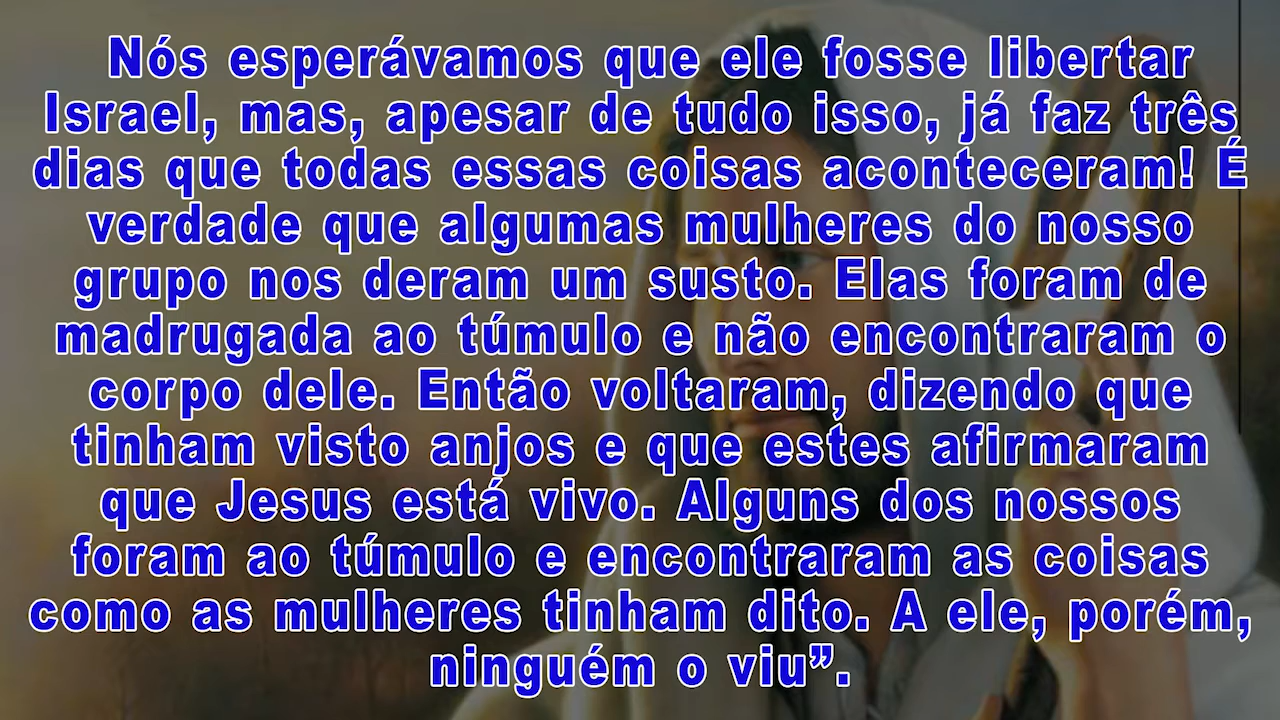 Nós esperávamos que ele fosse libertar
Israel, mas, apesar de tudo isso, já faz três
dias que todas essas coisas aconteceram! É
verdade que algumas mulheres do nosso
grupo nos deram um susto. Elas foram de
madrugada ao túmulo e não encontraram o
corpo dele. Então voltaram, dizendo que
tinham visto anjos e que estes afirmaram
que Jesus está vivo. Alguns dos nossos
foram ao túmulo e encontraram as coisas
como as mulheres tinham dito. A ele, porém,
ninguém o viu”.